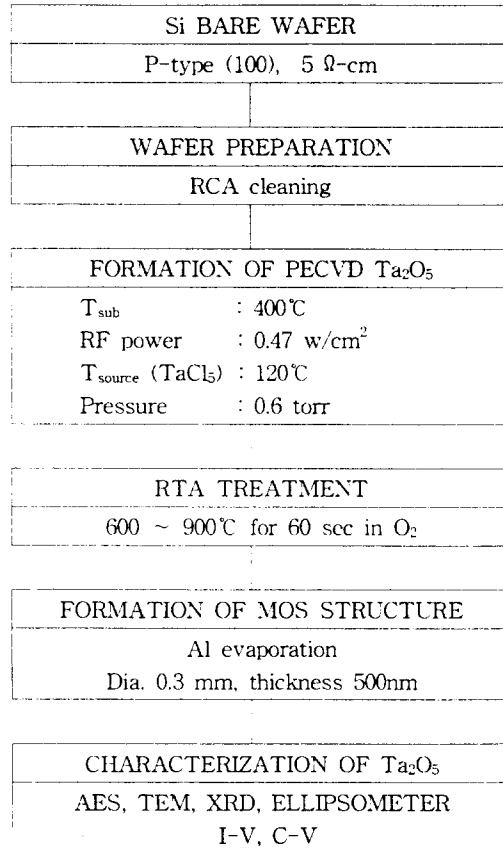 Si BARE WAFER
P-type (100), 5 Ω-cm
WAFER PREPARATION
RCA cleaning
FORMATION OF PECVD Ta₂O₅
T_sub : 400℃
RF power : 0.47 w/cm²
T_source (TaCl₅) : 120℃
Pressure : 0.6 torr
RTA TREATMENT
600 ~ 900℃ for 60 sec in O₂
FORMATION OF MOS STRUCTURE
Al evaporation
Dia. 0.3 mm, thickness 500nm
CHARACTERIZATION OF Ta₂O₅
AES, TEM, XRD, ELLIPSOMETER
I-V, C-V